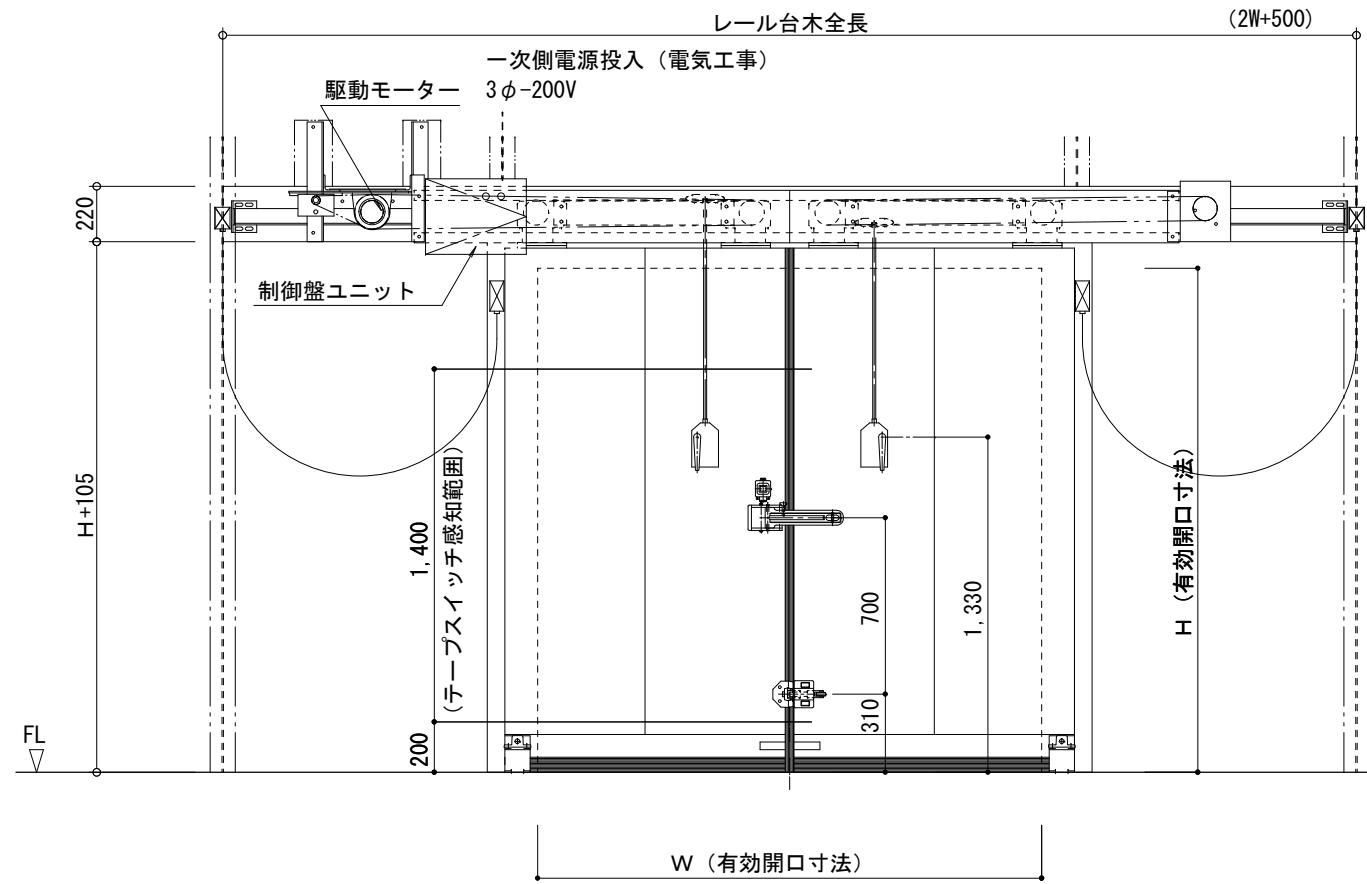 レール台木全長
(2W+500)
一次側電源投入（電気工事）
3φ-200V
駆動モーター
220
制御盤ユニット
H+105
1,400
(テープスイッチ感知範囲)
200
700
310
1,330
H（有効開口寸法）
FL
W（有効開口寸法）